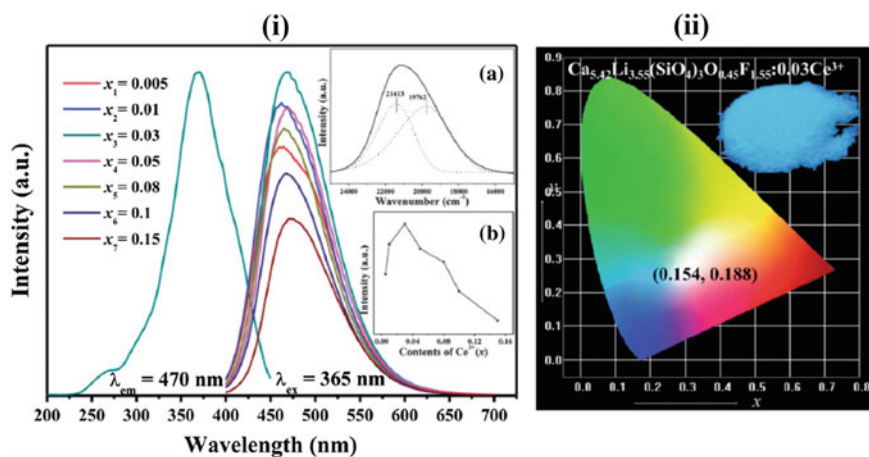 (i)
x₁ = 0.005
x₂ = 0.01
x₃ = 0.03
x₄ = 0.05
x₅ = 0.08
x₆ = 0.1
x₇ = 0.15
Intensity (a.u.)
λem = 470 nm
λex = 365 nm
200 250 300 350 400 450 500 550 600 650 700
Wavelength (nm)
(a)
Intensity (a.u.)
21413
19762
24000 22000 20000 18000 16000
Wavenumber (cm⁻¹)
(b)
Intensity (a.u.)
0.00 0.04 0.08 0.12 0.16
Contents of Ce³⁺(x)
(ii)
Ca₅.₄₂Li₃.₅₅(SiO₄)₃O₀.₄₅F₁.₅₅:0.03Ce³⁺
0.9
0.8
0.7
0.6
0.5
0.4
0.3
0.2
0.1
0.0
(0.154, 0.188)
0.0 0.1 0.2 0.3 0.4 0.5 0.6 0.7 0.8
x